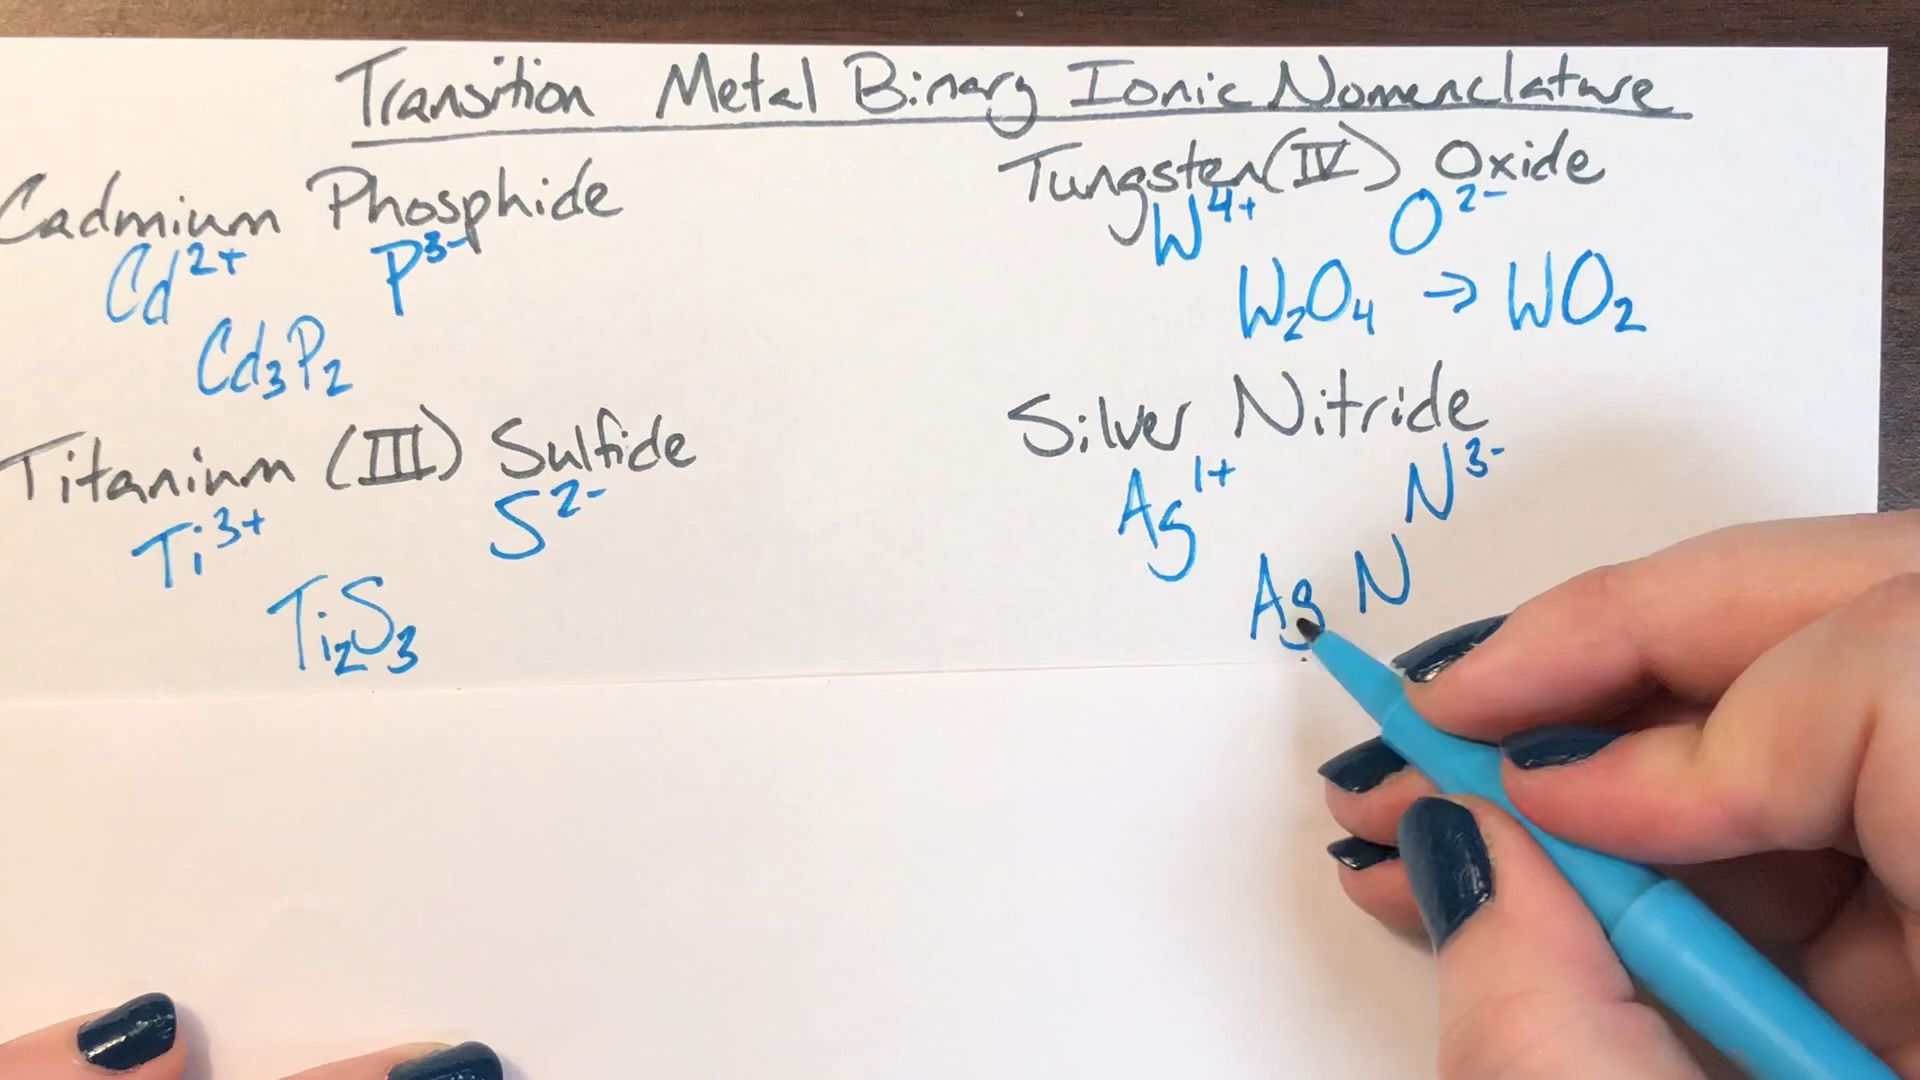 Transition Metal Binary Ionic Nomenclature
Cadmium Phosphide
Cd²⁺ P³⁻
Cd₃P₂
Titanium (III) Sulfide
Ti³⁺ S²⁻
Ti₂S₃
Tungsten (IV) Oxide
W⁴⁺ O²⁻
W₂O₄ → WO₂
Silver Nitride
Ag¹⁺ N³⁻
Ag N